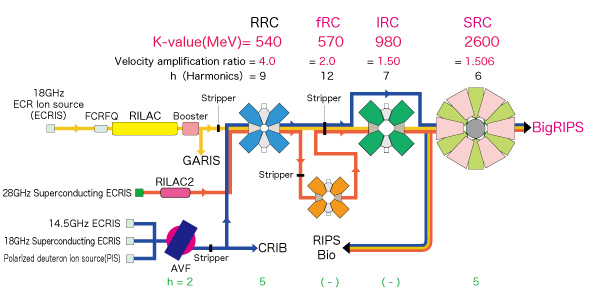 RRC fRC IRC SRC
K-value(MeV)= 540 570 980 2600
Velocity amplification ratio = 4.0 = 2.0 = 1.50 = 1.506
h (Harmonics) = 9 12 7 6
18GHz
ECR Ion source
(ECRIS)
FCRFQ
RILAC
Booster
Stripper
Stripper
BigRIPS
GARIS
28GHz Superconducting ECRIS
RILAC2
Stripper
14.5GHz ECRIS
18GHz Superconducting ECRIS
Polarized deuteron ion source(PIS)
AVF
Stripper
CRIB
RIPS
Bio
h = 2 5 ( - ) ( - ) 5